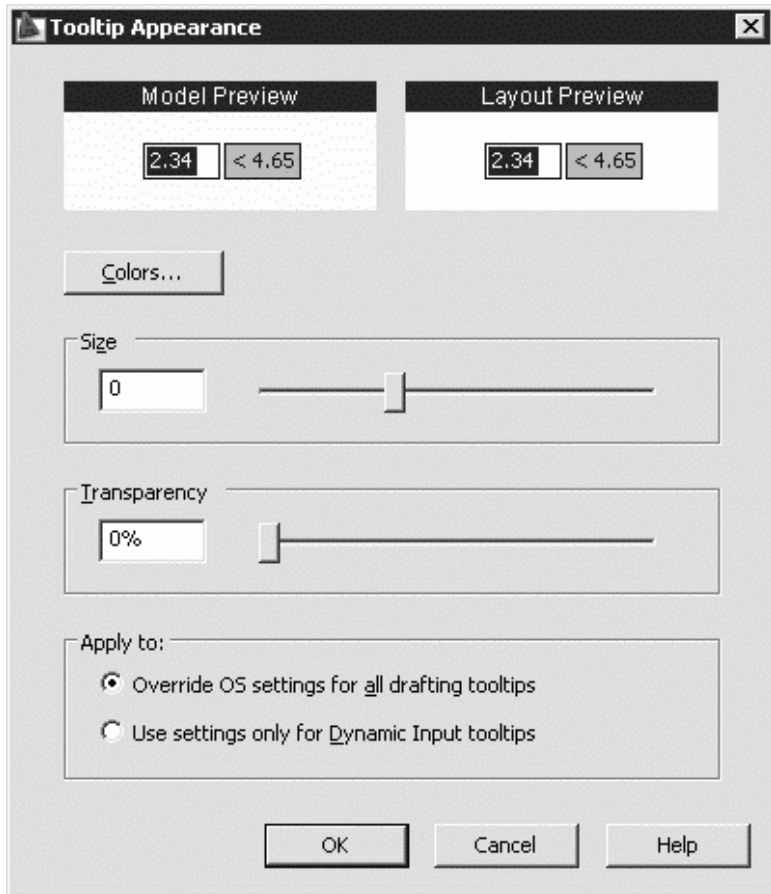 Tooltip Appearance
Model Preview
Layout Preview
2.34 < 4.65
2.34 < 4.65
Colors...
Size
0
Transparency
0%
Apply to:
Override OS settings for all drafting tooltips
Use settings only for Dynamic Input tooltips
OK Cancel Help